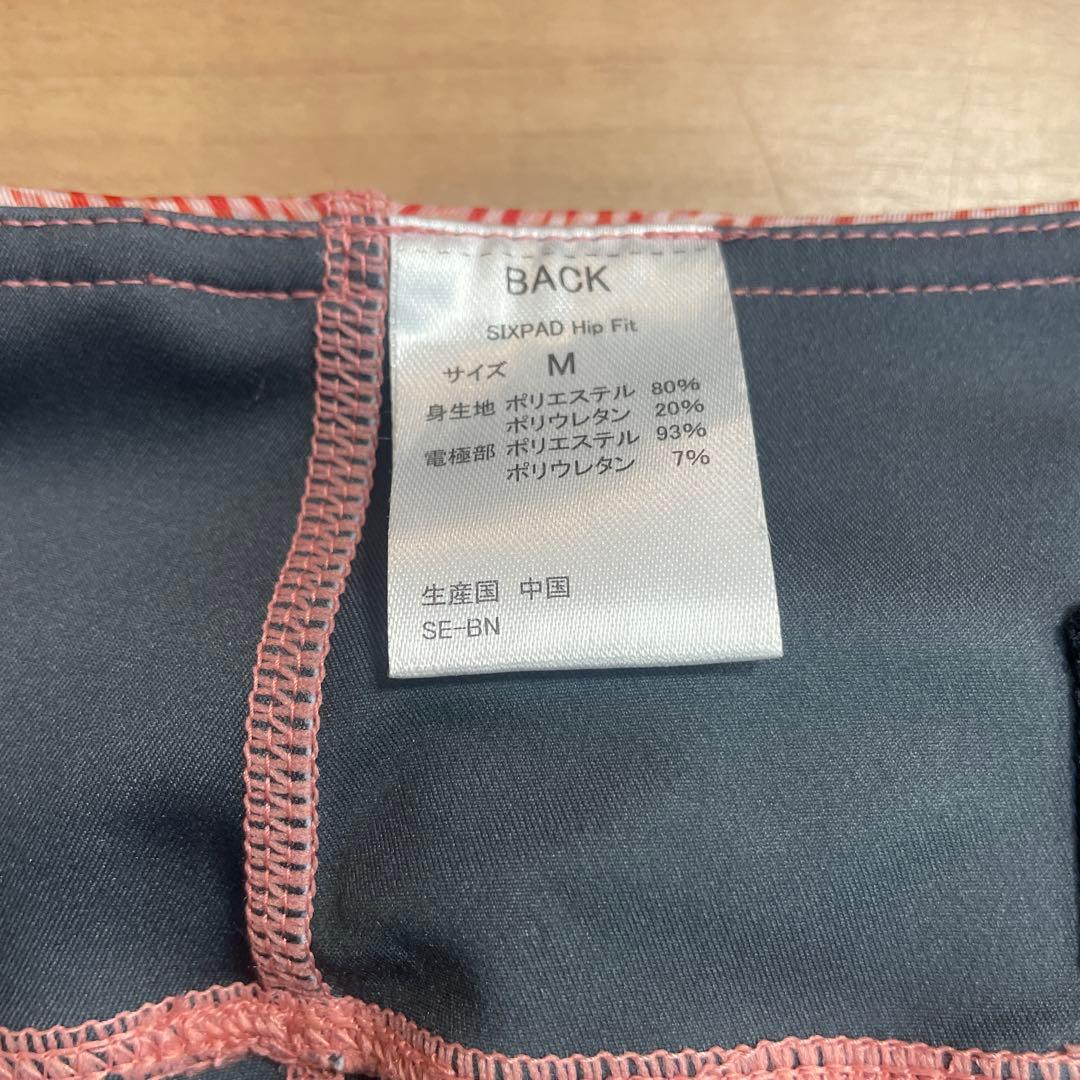 BACK
SIXPAD Hip Fit
サイズ M
身生地 ポリエステル 80%
ポリウレタン 20%
電極部 ポリエステル 93%
ポリウレタン 7%
生産国 中国
SE-BN